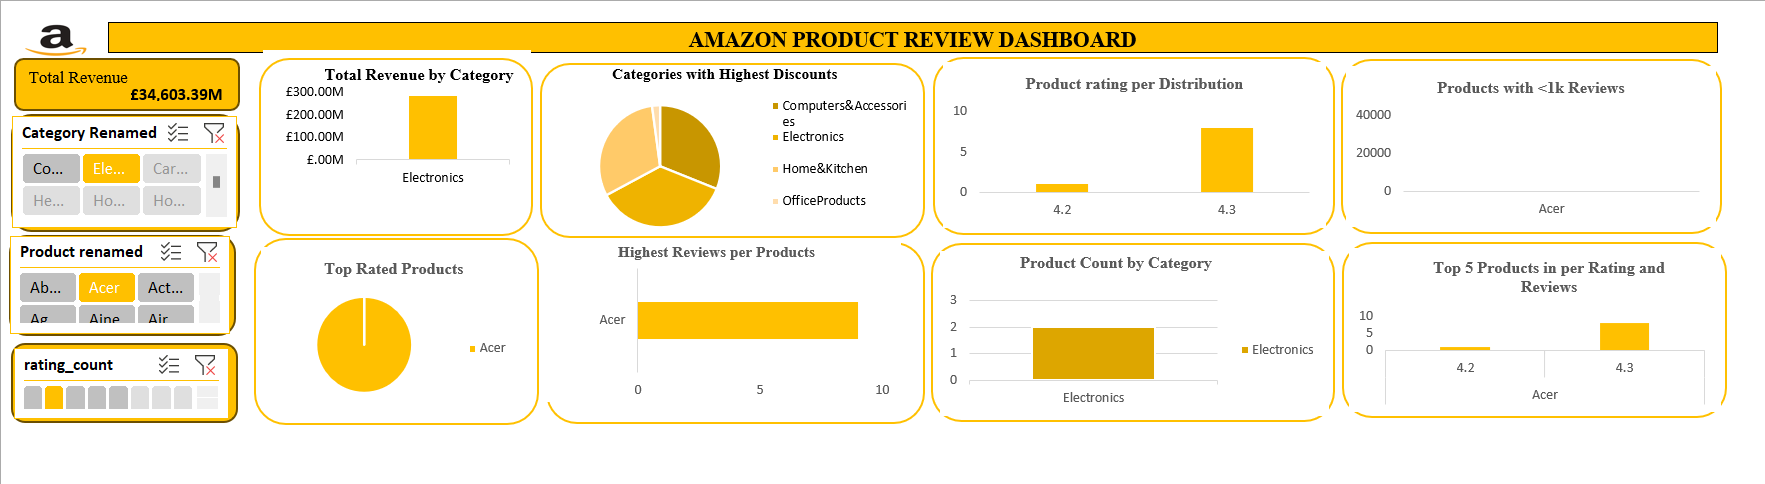 a
AMAZON PRODUCT REVIEW DASHBOARD
Total Revenue
£34,603.39M
Category Renamed
Co...
Ele...
Car...
He...
Ho...
Ho...
Product renamed
Ab...
Acer
Act...
Ag
Aine
Air
rating_count
Total Revenue by Category
£300.00M
£200.00M
£100.00M
£.00M
Electronics
Categories with Highest Discounts
Computers&Accessori
es
Electronics
Home&Kitchen
OfficeProducts
Product rating per Distribution
10
5
0
4.2
4.3
Products with <1k Reviews
40000
20000
0
Acer
Top Rated Products
Acer
Highest Reviews per Products
Acer
0
5
10
Product Count by Category
3
2
1
0
Electronics
Electronics
Top 5 Products in per Rating and
Reviews
10
5
0
4.2
4.3
Acer